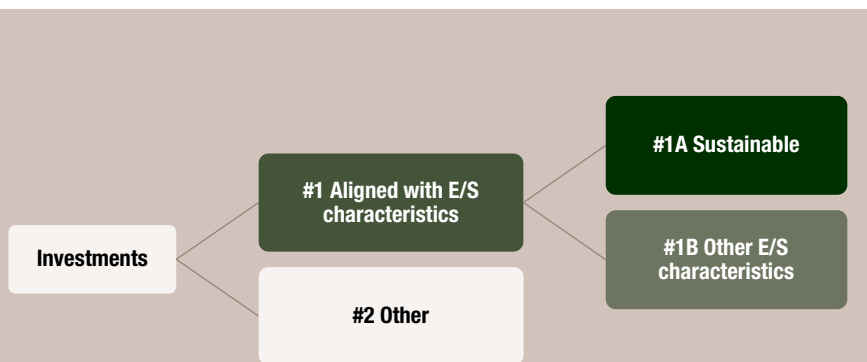 Investments
#1 Aligned with E/S
characteristics
#2 Other
#1A Sustainable
#1B Other E/S
characteristics